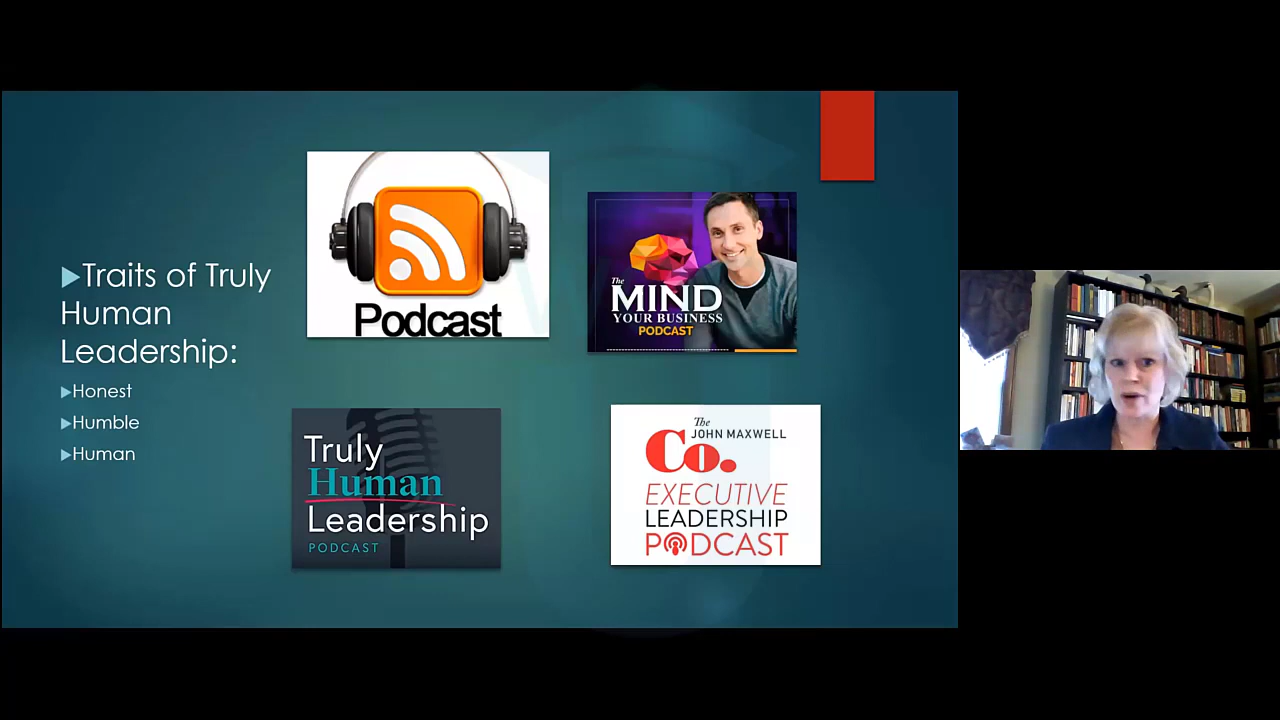 Traits of Truly
Human
Leadership:
Honest
Humble
Human
Podcast
The
MIND
YOUR BUSINESS
PODCAST
Truly
Human
Leadership
PODCAST
The
JOHN MAXWELL
Co.
EXECUTIVE
LEADERSHIP
PODCAST